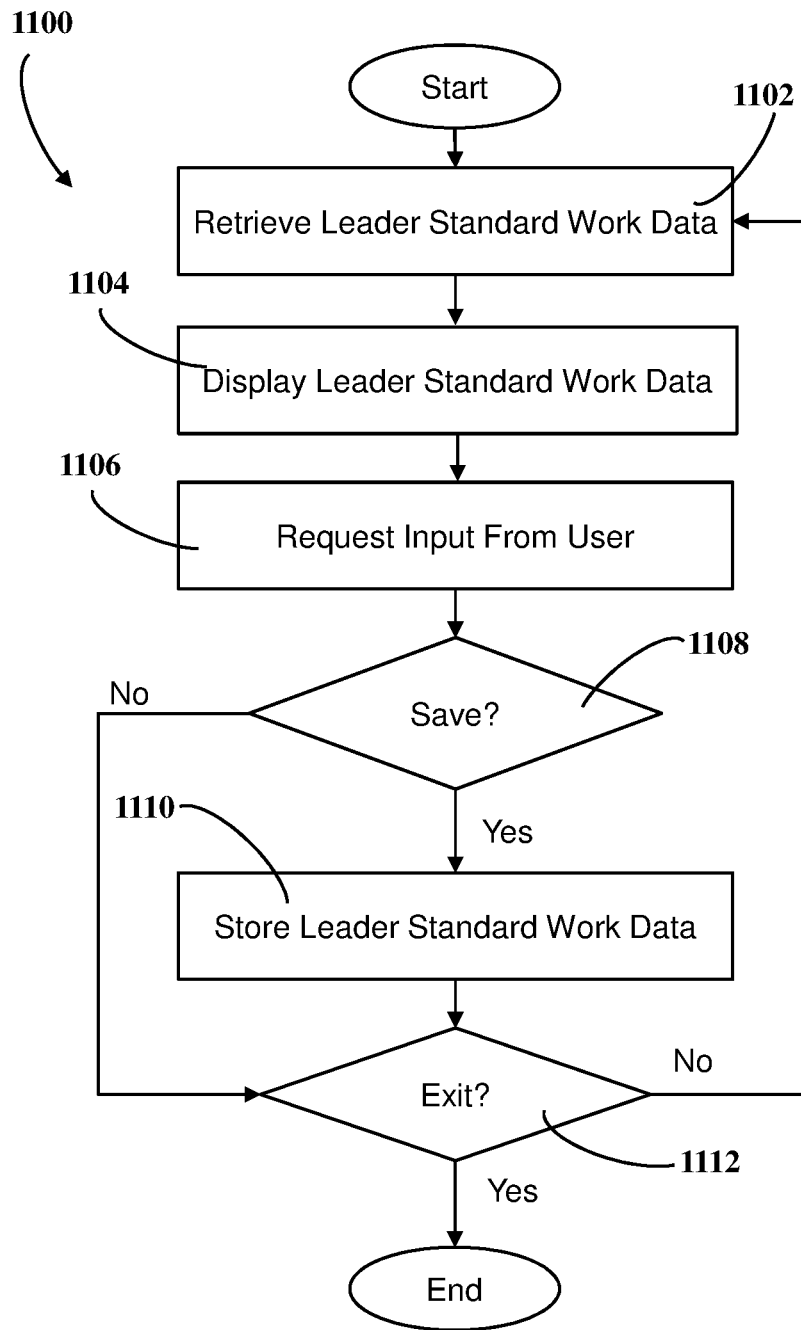 1100
Start
1102
Retrieve Leader Standard Work Data
1104
Display Leader Standard Work Data
1106
Request Input From User
1108
No
Save?
1110
Yes
Store Leader Standard Work Data
No
Exit?
1112
Yes
End